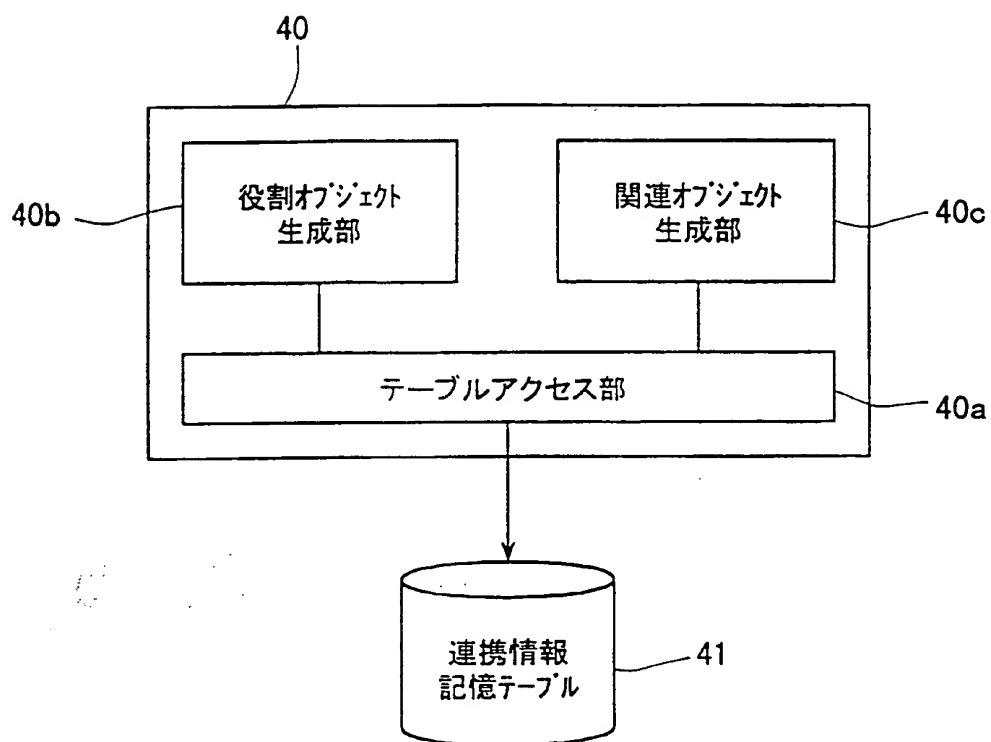 40
役割オブジェクト
生成部
関連オブジェクト
生成部
40b
40c
テーブルアクセス部
40a
連携情報
記憶テーブル
41